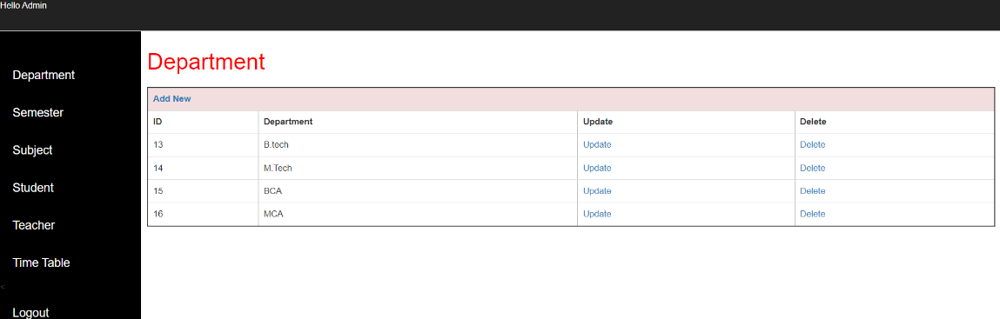 Hello Admin
Department
Semester
Subject
Student
Teacher
Time Table
<
Logout
Department
Add New
ID Department Update Delete
13 B.tech Update Delete
14 M.Tech Update Delete
15 BCA Update Delete
16 MCA Update Delete